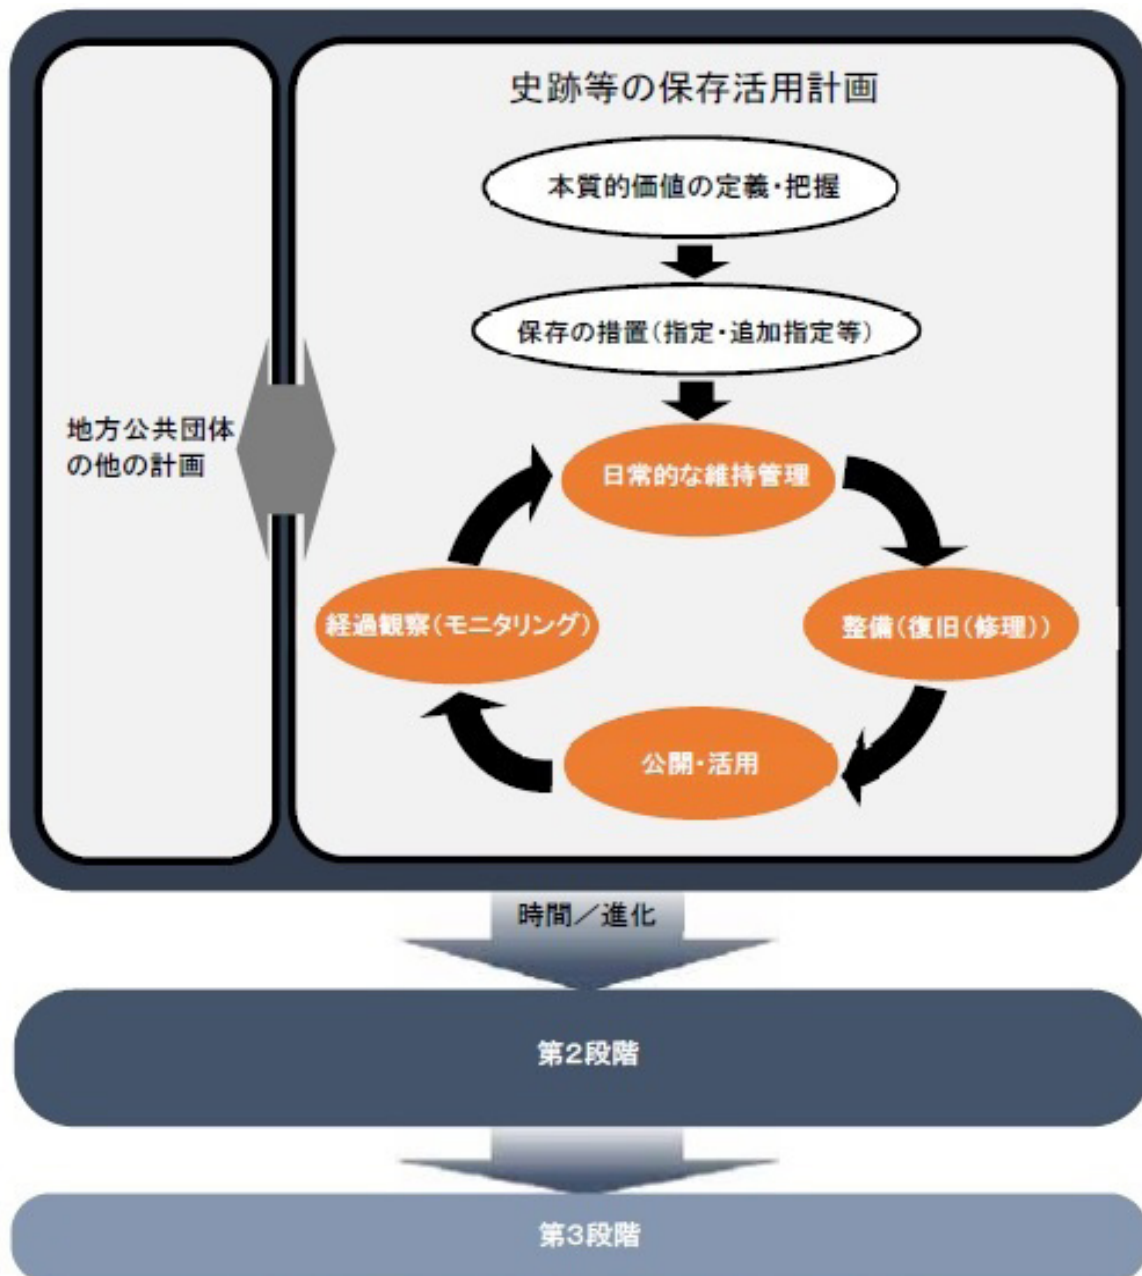 史跡等の保存活用計画
本質的価値の定義・把握
保存の措置(指定・追加指定等)
地方公共団体
の他の計画
日常的な維持管理
経過観察(モニタリング)
整備(復旧(修理))
公開・活用
時間/進化
第2段階
第3段階